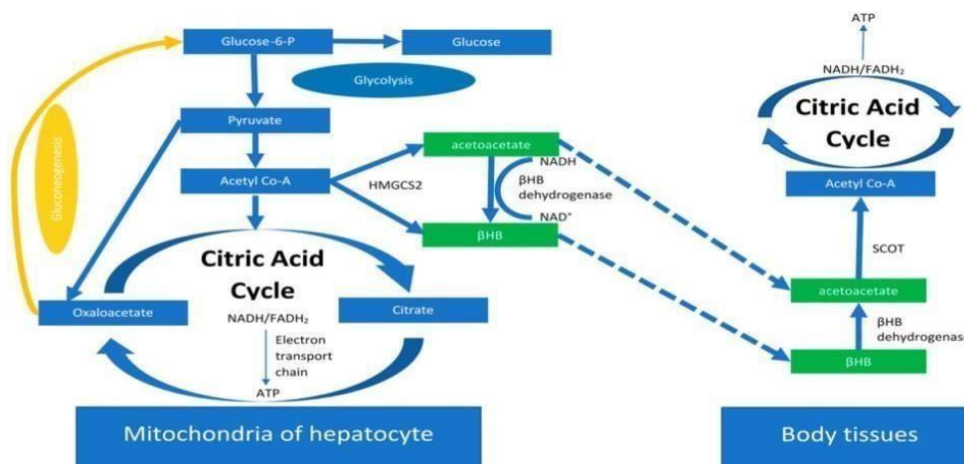 Glucose-6-P
Glucose
Glycolysis
Gluconeogenesis
Pyruvate
Acetyl Co-A
HMGCS2
acetoacetate
NADH
βHB
dehydrogenase
NAD⁺
βHB
Citric Acid
Cycle
Oxaloacetate
NADH/FADH₂
Citrate
Electron
transport
chain
ATP
Mitochondria of hepatocyte
ATP
NADH/FADH₂
Citric Acid
Cycle
Acetyl Co-A
SCOT
acetoacetate
βHB
dehydrogenase
βHB
Body tissues